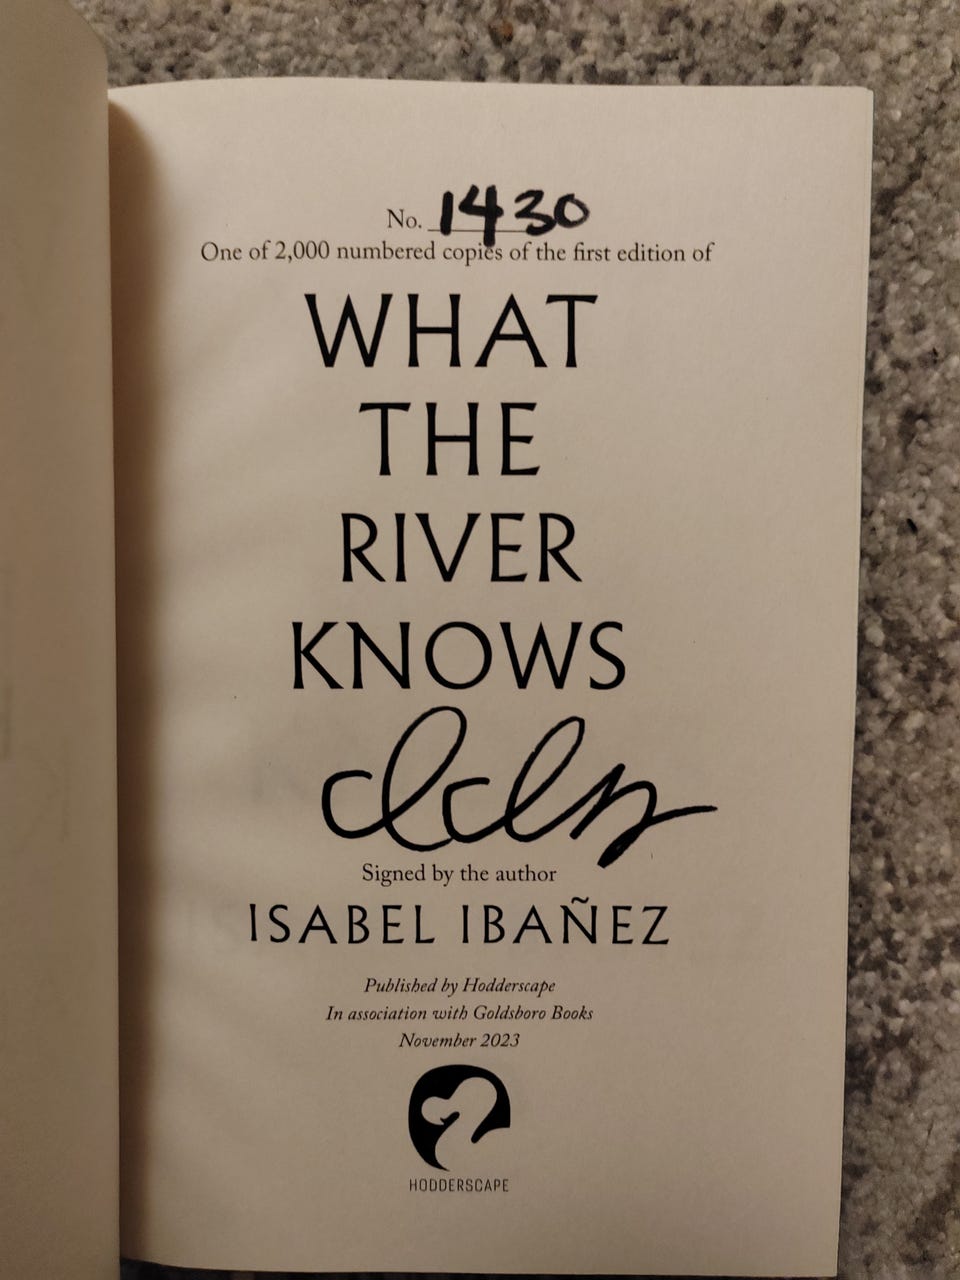 No. 1430
One of 2,000 numbered copies of the first edition of
WHAT
THE
RIVER
KNOWS
Signed by the author
ISABEL IBAÑEZ
Published by Hodderscape
In association with Goldsboro Books
November 2023
HODDERSCAPE